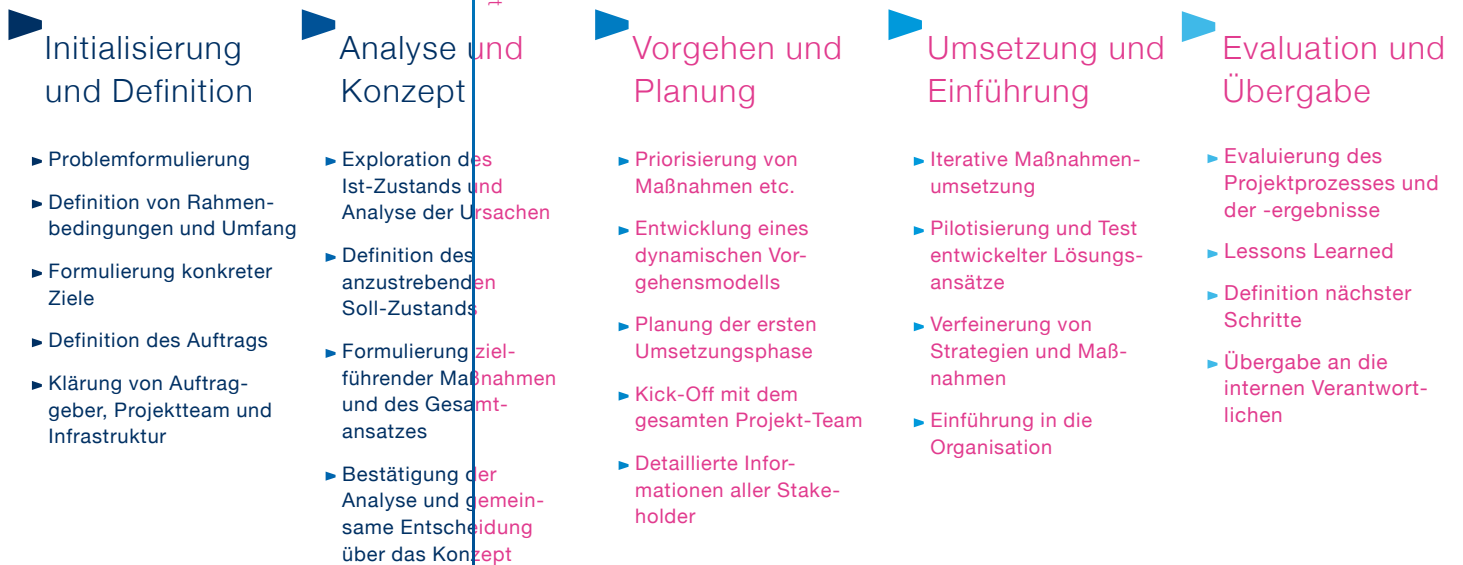 Initialisierung
und Definition
Problemformulierung
Definition von Rahmen-
bedingungen und Umfang
Formulierung konkreter
Ziele
Definition des Auftrags
Klärung von Auftrag-
geber, Projektteam und
Infrastruktur
Analyse und
Konzept
Exploration des
Ist-Zustands und
Analyse der Ursachen
Definition des
anzustrebenden
Soll-Zustands
Formulierung ziel-
führender Maßnahmen
und des Gesamt-
ansatzes
Bestätigung der
Analyse und gemein-
same Entscheidung
über das Konzept
Vorgehen und
Planung
Priorisierung von
Maßnahmen etc.
Entwicklung eines
dynamischen Vor-
gehensmodells
Planung der ersten
Umsetzungsphase
Kick-Off mit dem
gesamten Projekt-Team
Detaillierte Infor-
mationen aller Stake-
holder
Umsetzung und
Einführung
Iterative Maßnahmen-
umsetzung
Pilotisierung und Test
entwickelter Lösungs-
ansätze
Verfeinerung von
Strategien und Maß-
nahmen
Einführung in die
Organisation
Evaluation und
Übergabe
Evaluierung des
Projektprozesses und
der -ergebnisse
Lessons Learned
Definition nächster
Schritte
Übergabe an die
internen Verantwort-
lichen